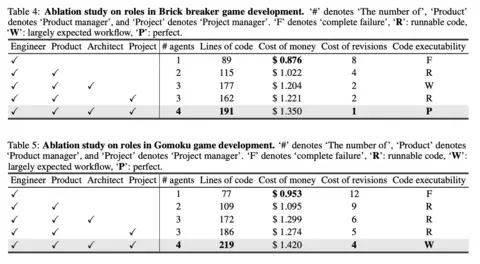 Table 4: Ablation study on roles in Brick breaker game development. '#' denotes 'The number of', 'Product'
denotes 'Product manager', and 'Project' denotes 'Project manager'. 'F' denotes 'complete failure', 'R': runnable code,
'W': largely expected workflow, 'P': perfect.
Engineer Product Architect Project # agents Lines of code Cost of money Cost of revisions Code executability
✓ 1 89 $ 0.876 8 F
✓ ✓ 2 115 $ 1.022 4 R
✓ ✓ ✓ 3 177 $ 1.204 2 W
✓ ✓ ✓ 3 162 $ 1.221 2 R
✓ ✓ ✓ ✓ 4 191 $ 1.350 1 P
Table 5: Ablation study on roles in Gomoku game development. '#' denotes 'The number of', 'Product' denotes
'Product manager', and 'Project' denotes 'Project manager'. 'F' denotes 'complete failure', 'R': runnable code, 'W':
largely expected workflow, 'P': perfect.
Engineer Product Architect Project # agents Lines of code Cost of money Cost of revisions Code executability
✓ 1 77 $ 0.953 12 F
✓ ✓ 2 109 $ 1.095 9 R
✓ ✓ ✓ 3 172 $ 1.299 6 R
✓ ✓ ✓ 3 186 $ 1.274 5 R
✓ ✓ ✓ ✓ 4 219 $ 1.420 4 W